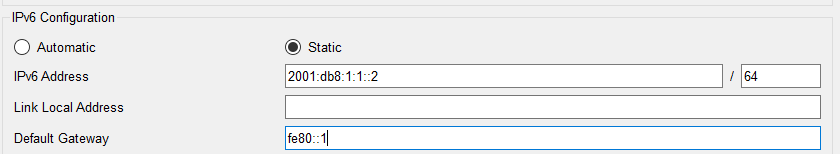 IPv6 Configuration
Automatic Static
IPv6 Address 2001:db8:1:1::2 / 64
Link Local Address
Default Gateway fe80::1